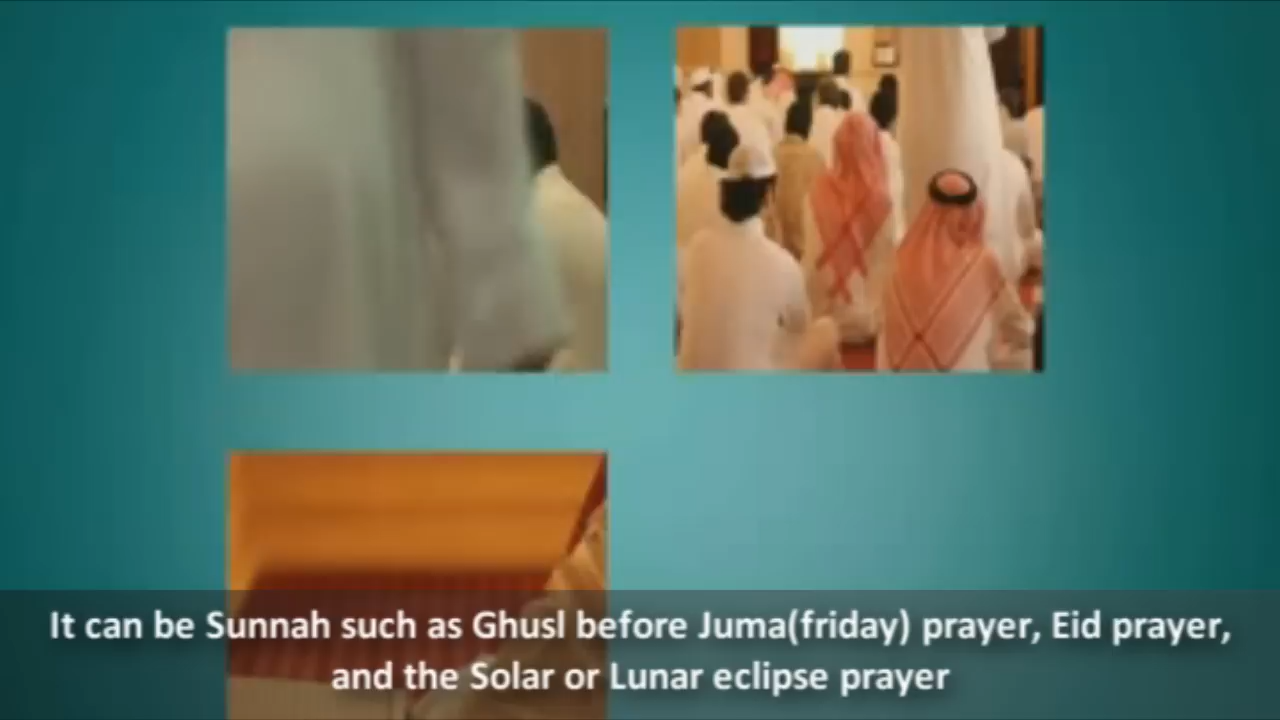 It can be Sunnah such as Ghusl before Juma(friday) prayer, Eid prayer,
and the Solar or Lunar eclipse prayer